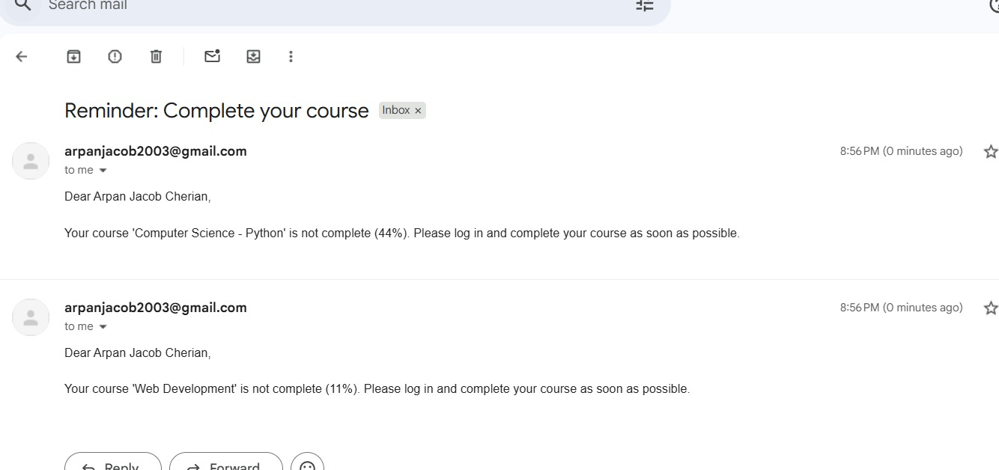 Search mail
Reminder: Complete your course Inbox ×
arpanjacob2003@gmail.com 8:56 PM (0 minutes ago)
to me
Dear Arpan Jacob Cherian,
Your course 'Computer Science - Python' is not complete (44%). Please log in and complete your course as soon as possible.
arpanjacob2003@gmail.com 8:56 PM (0 minutes ago)
to me
Dear Arpan Jacob Cherian,
Your course 'Web Development' is not complete (11%). Please log in and complete your course as soon as possible.
Reply Forward